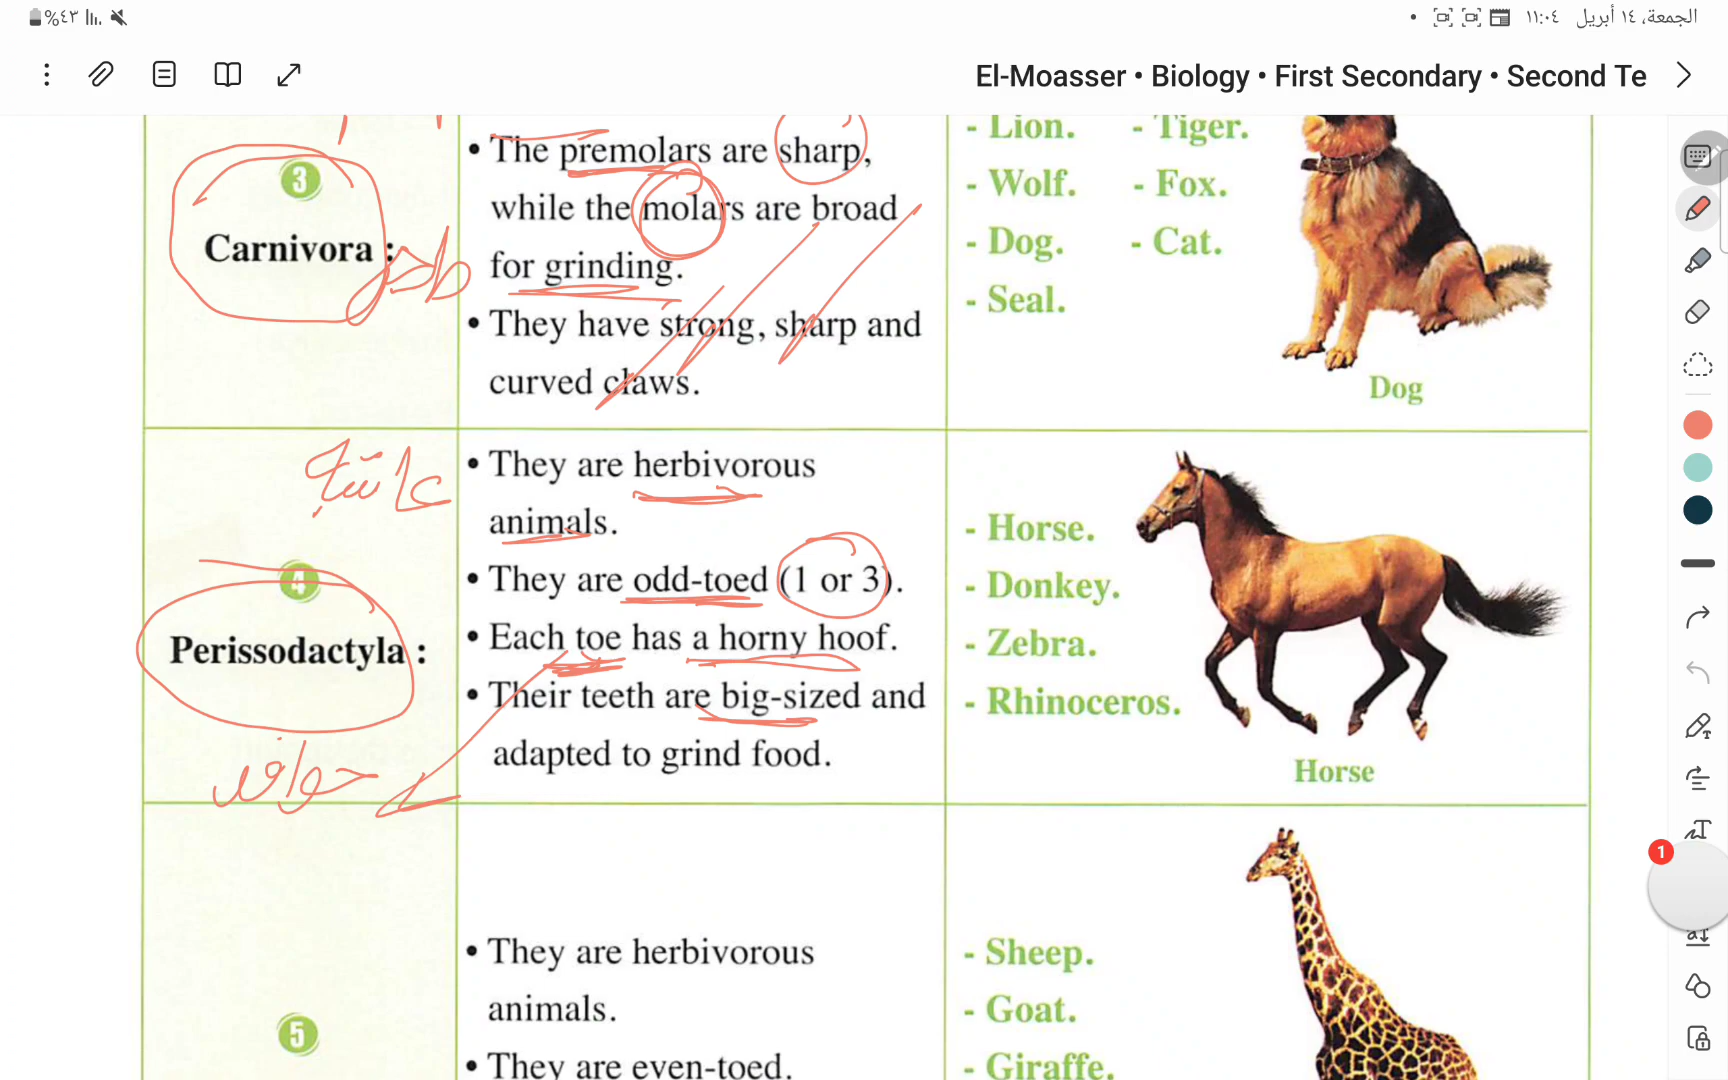 %٤٣
١١:٠٤ الجمعة، ١٤ أبريل
El-Moasser • Biology • First Secondary • Second Te
3
Carnivora :
• The premolars are sharp,
while the molars are broad
for grinding.
• They have strong, sharp and
curved claws.
- Lion. - Tiger.
- Wolf. - Fox.
- Dog. - Cat.
- Seal.
Dog
4
Perissodactyla :
حوافر
• They are herbivorous
animals.
• They are odd-toed (1 or 3).
• Each toe has a horny hoof.
• Their teeth are big-sized and
adapted to grind food.
- Horse.
- Donkey.
- Zebra.
- Rhinoceros.
Horse
5
• They are herbivorous
animals.
• They are even-toed.
- Sheep.
- Goat.
- Giraffe.
1